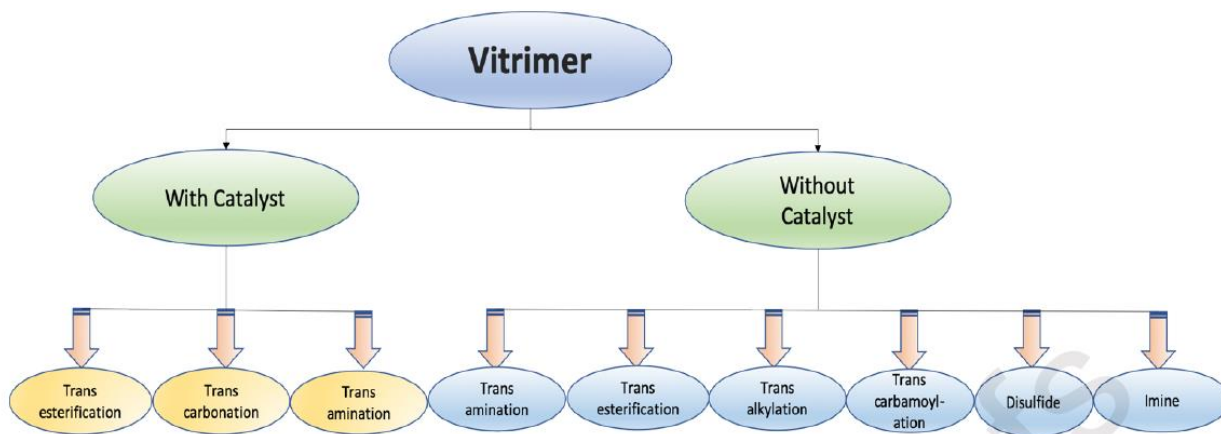 Vitrimer
With Catalyst
Without
Catalyst
Trans
esterification
Trans
carbonation
Trans
amination
Trans
amination
Trans
esterification
Trans
alkylation
Trans
carbamoyl-
ation
Disulfide
Imine